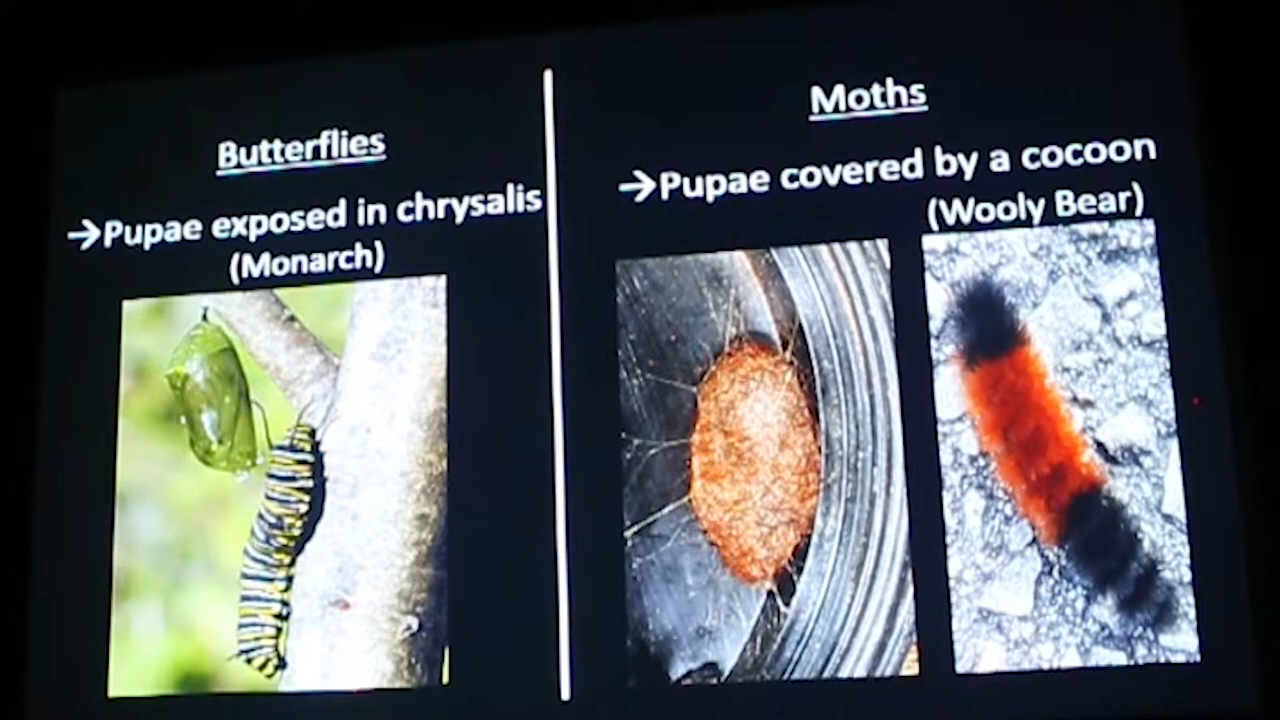 Butterflies
→Pupae exposed in chrysalis
(Monarch)
Moths
→Pupae covered by a cocoon
(Wooly Bear)